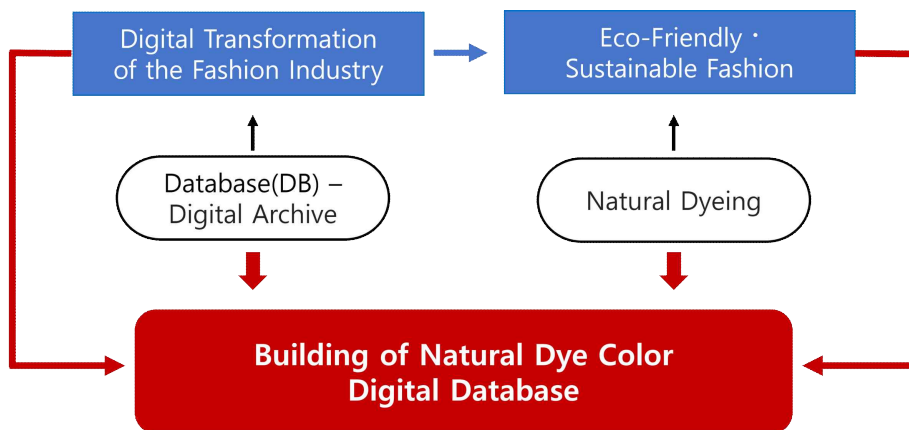 Digital Transformation
of the Fashion Industry
Eco-Friendly・
Sustainable Fashion
Database(DB) –
Digital Archive
Natural Dyeing
Building of Natural Dye Color
Digital Database